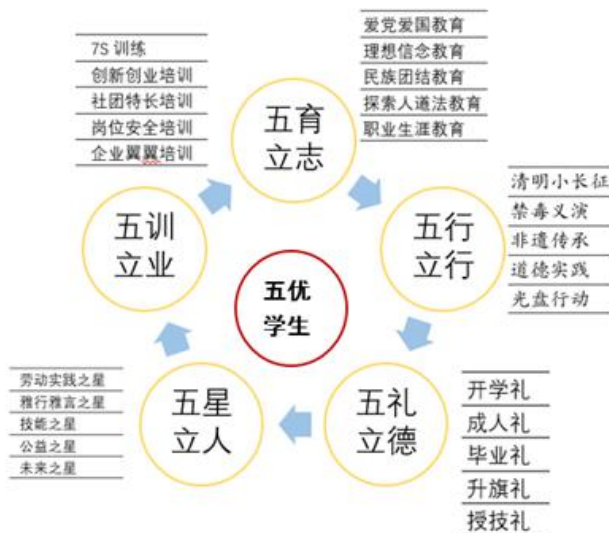 五育
立志
爱党爱国教育
理想信念教育
民族团结教育
探索人道法教育
职业生涯教育
五行
立行
清明小长征
禁毒义演
非遗传承
道德实践
光盘行动
五礼
立德
开学礼
成人礼
毕业礼
升旗礼
授技礼
五星
立人
劳动实践之星
雅行雅言之星
技能之星
公益之星
未来之星
五训
立业
7S 训练
创新创业培训
社团特长培训
岗位安全培训
企业翼翼培训
五优
学生